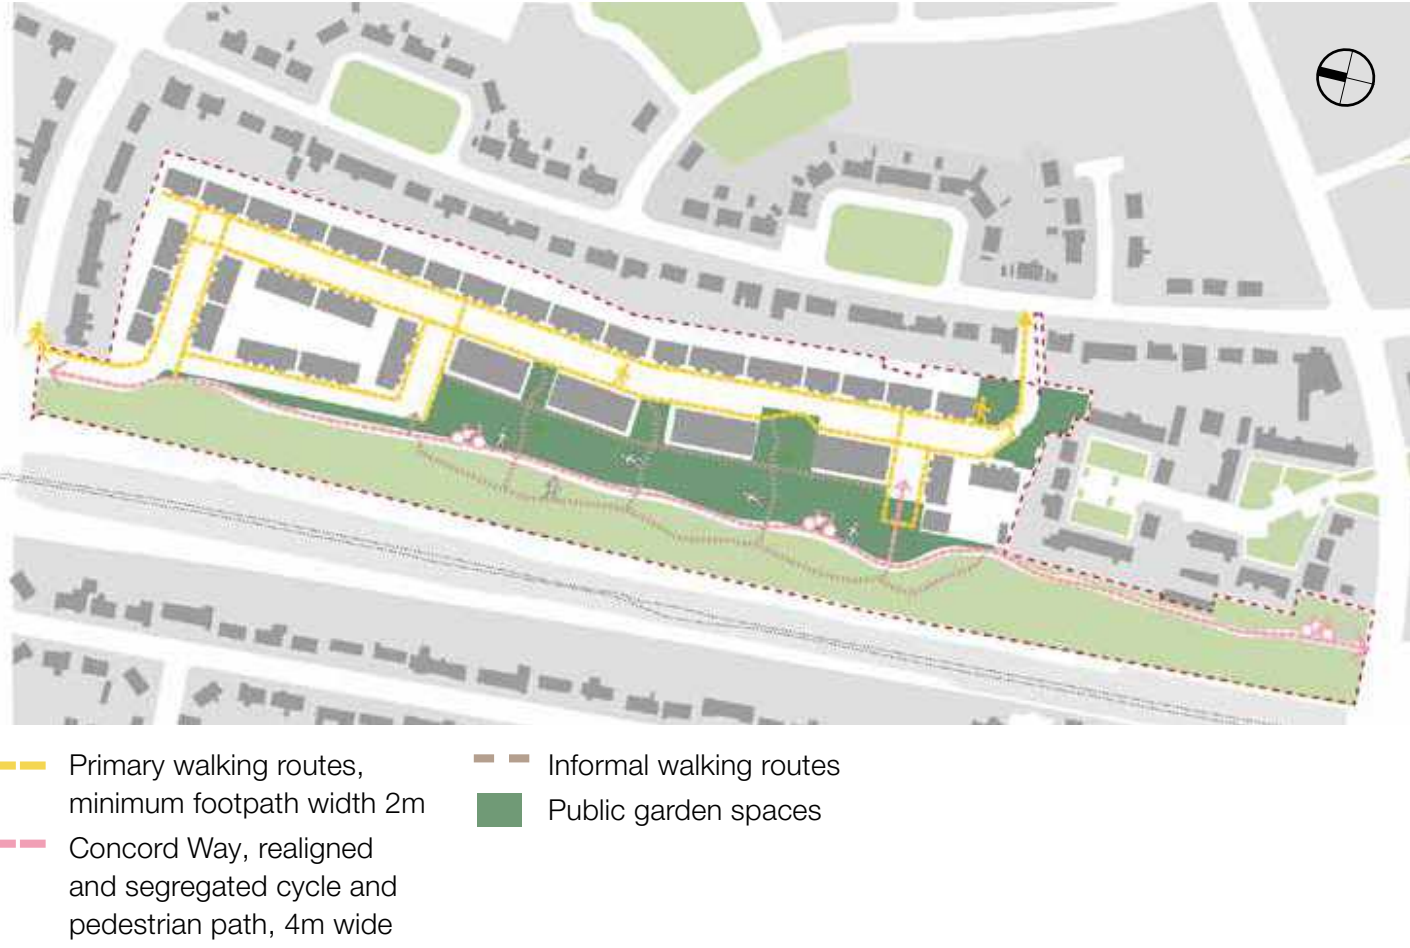 Primary walking routes,
minimum footpath width 2m
Concord Way, realigned
and segregated cycle and
pedestrian path, 4m wide
Informal walking routes
Public garden spaces